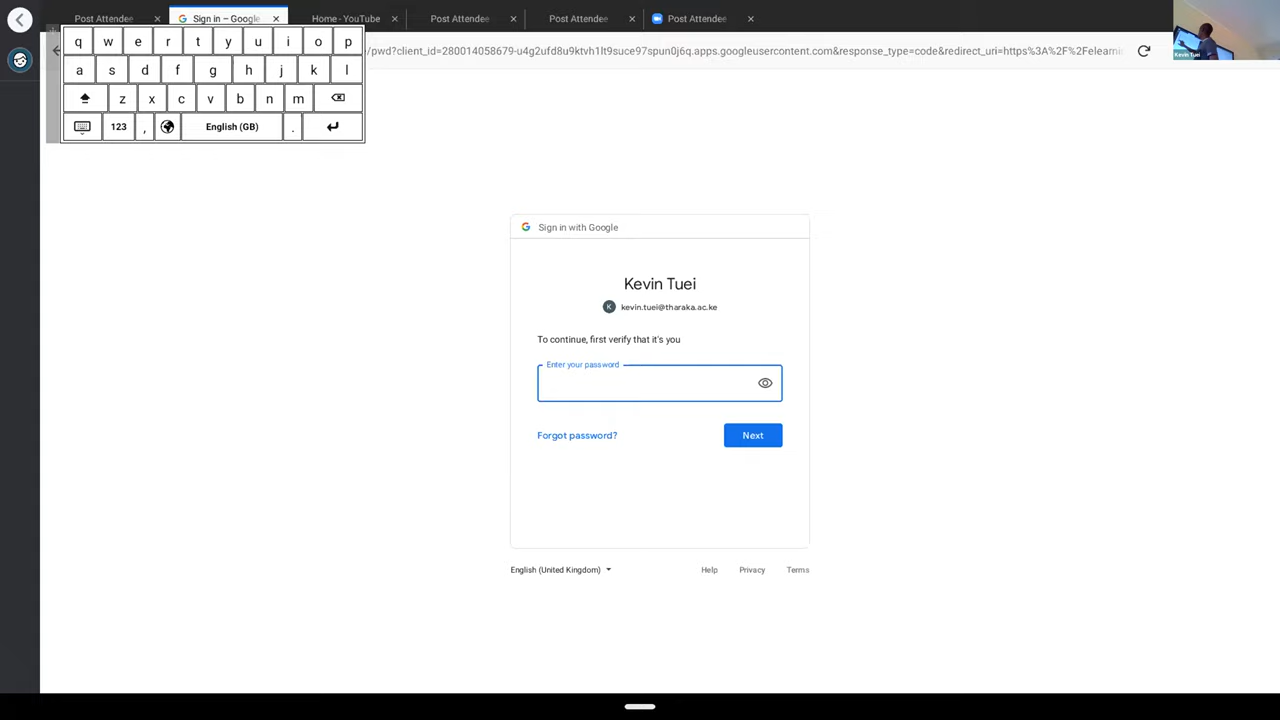 Post Attendee
Sign in – Google
Home - YouTube
Post Attendee
Post Attendee
Post Attendee
/pwd?client_id=280014058679-u4g2ufd8u9ktvh1lt9suce97spun0j6q.apps.googleusercontent.com&response_type=code&redirect_uri=https%3A%2F%2Felearni
Kevin Tuei
q w e r t y u i o p
a s d f g h j k l
z x c v b n m
123 , English (GB) .
Sign in with Google
Kevin Tuei
K kevin.tuei@tharaka.ac.ke
To continue, first verify that it's you
Enter your password
Forgot password?
Next
English (United Kingdom)
Help Privacy Terms